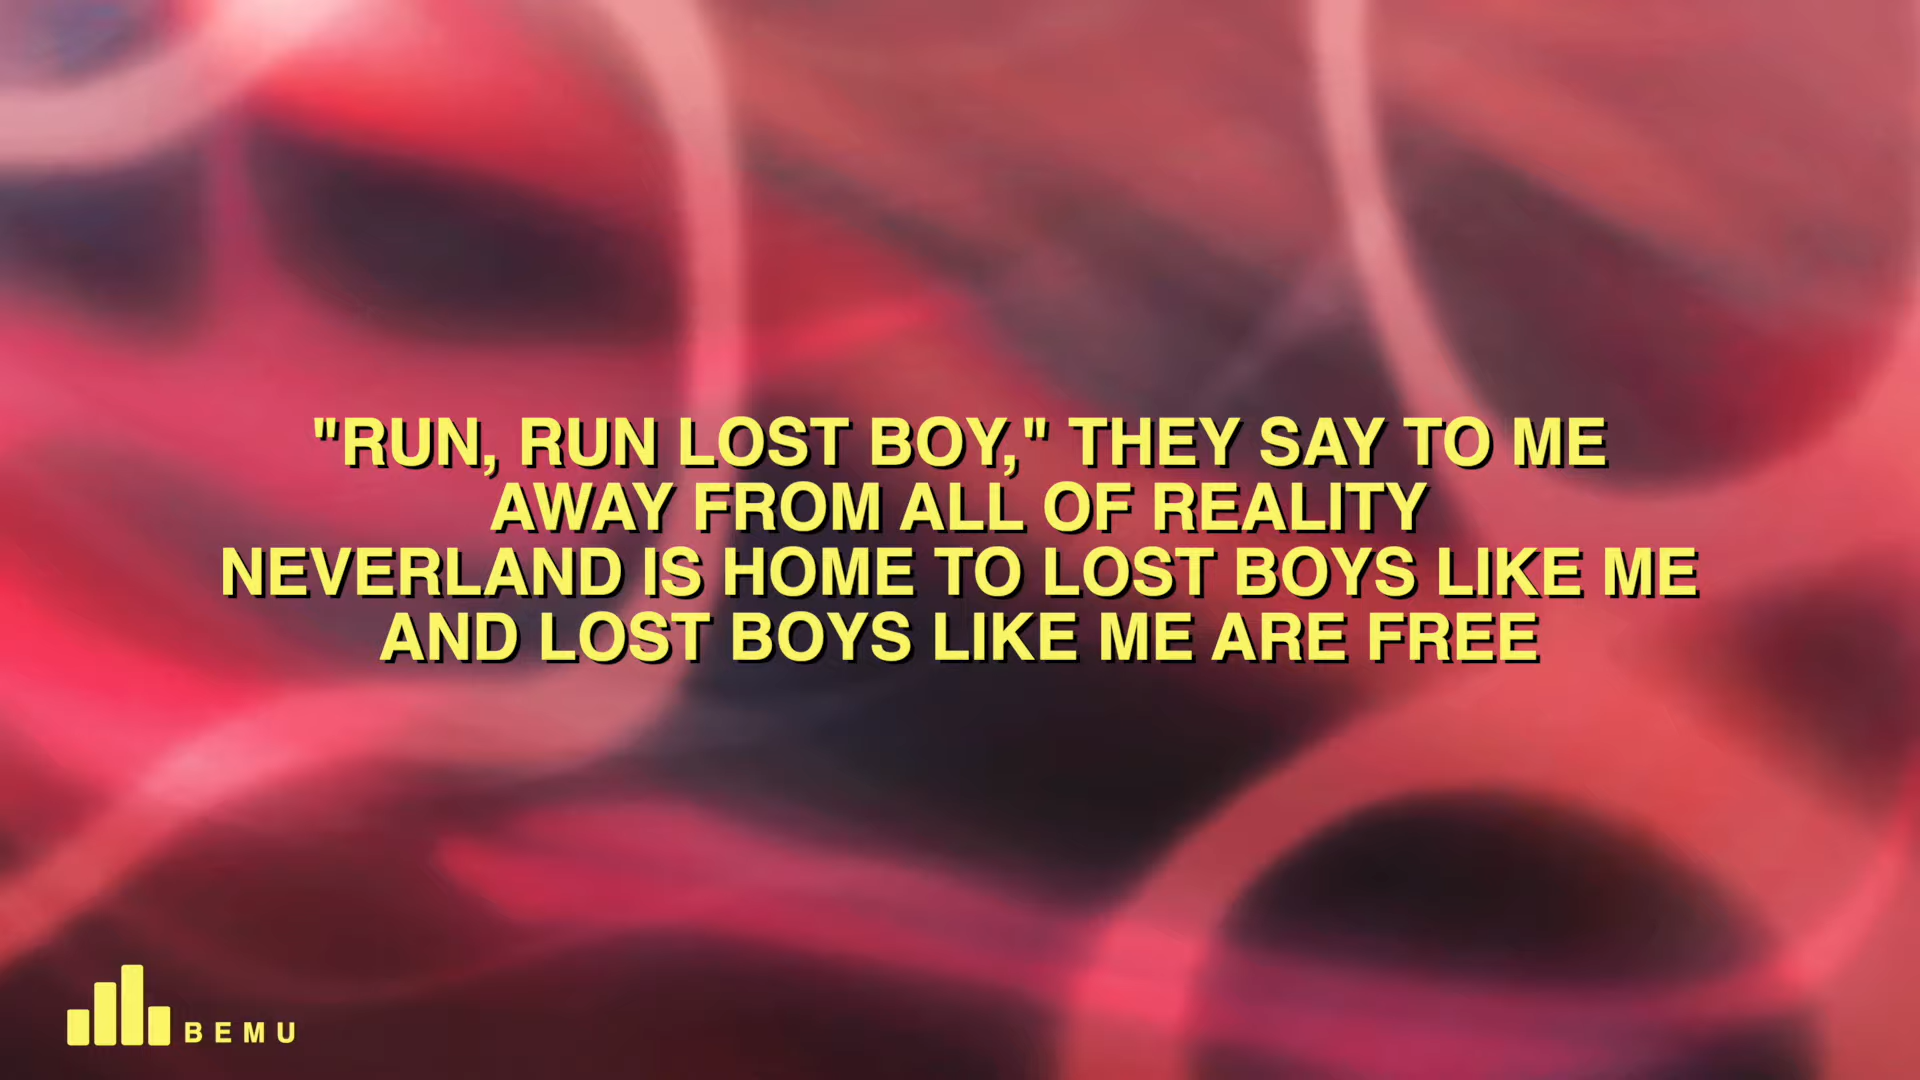 "RUN, RUN LOST BOY," THEY SAY TO ME
AWAY FROM ALL OF REALITY
NEVERLAND IS HOME TO LOST BOYS LIKE ME
AND LOST BOYS LIKE ME ARE FREE
BEMU